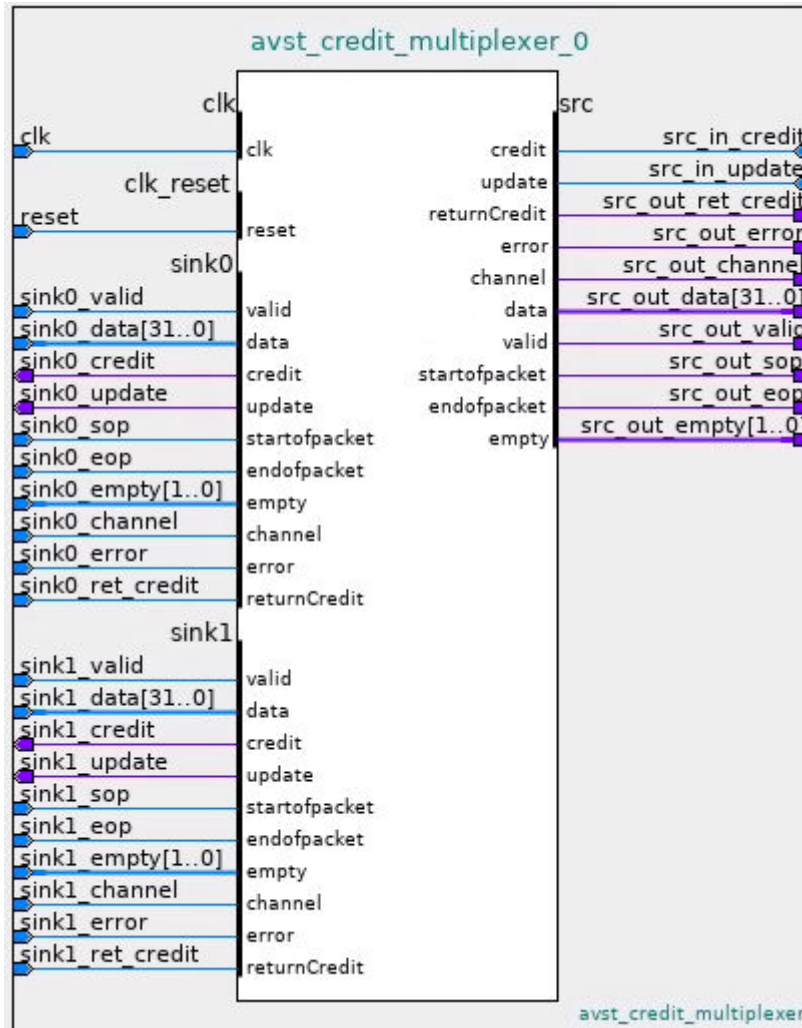 avst_credit_multiplexer_0
clk
clk
clk
clk_reset
reset
reset
sink0
sink0_valid
valid
sink0_data[31..0]
data
sink0_credit
credit
sink0_update
update
sink0_sop
startofpacket
sink0_eop
endofpacket
sink0_empty[1..0]
empty
sink0_channel
channel
sink0_error
error
sink0_ret_credit
returnCredit
sink1
sink1_valid
valid
sink1_data[31..0]
data
sink1_credit
credit
sink1_update
update
sink1_sop
startofpacket
sink1_eop
endofpacket
sink1_empty[1..0]
empty
sink1_channel
channel
sink1_error
error
sink1_ret_credit
returnCredit
src
src_in_credit
credit
src_in_update
update
src_out_ret_credit
returnCredit
src_out_error
error
src_out_channel
channel
src_out_data[31..0]
data
src_out_valid
valid
src_out_sop
startofpacket
src_out_eop
endofpacket
src_out_empty[1..0]
empty
avst_credit_multiplexer